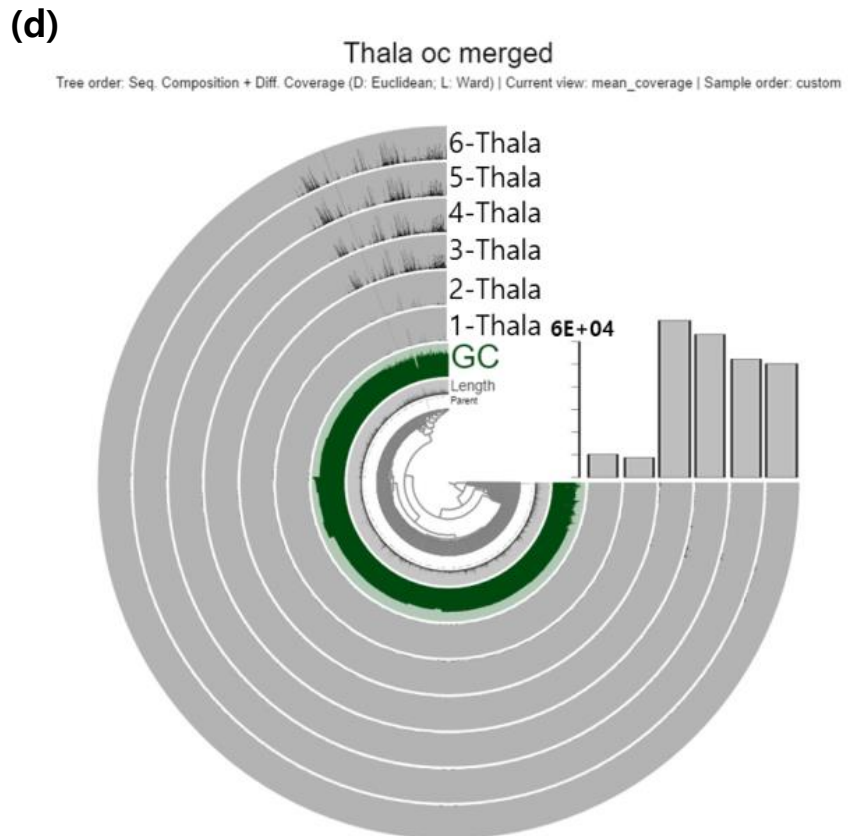 (d)
Thala oc merged
Tree order: Seq. Composition + Diff. Coverage (D: Euclidean; L: Ward) | Current view: mean_coverage | Sample order: custom
6-Thala
5-Thala
4-Thala
3-Thala
2-Thala
1-Thala 6E+04
GC
Length
Parent